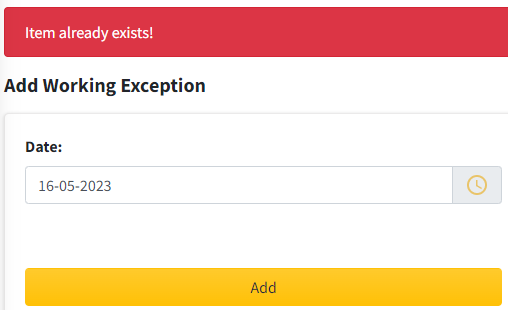 Item already exists!
Add Working Exception
Date:
16-05-2023
Add